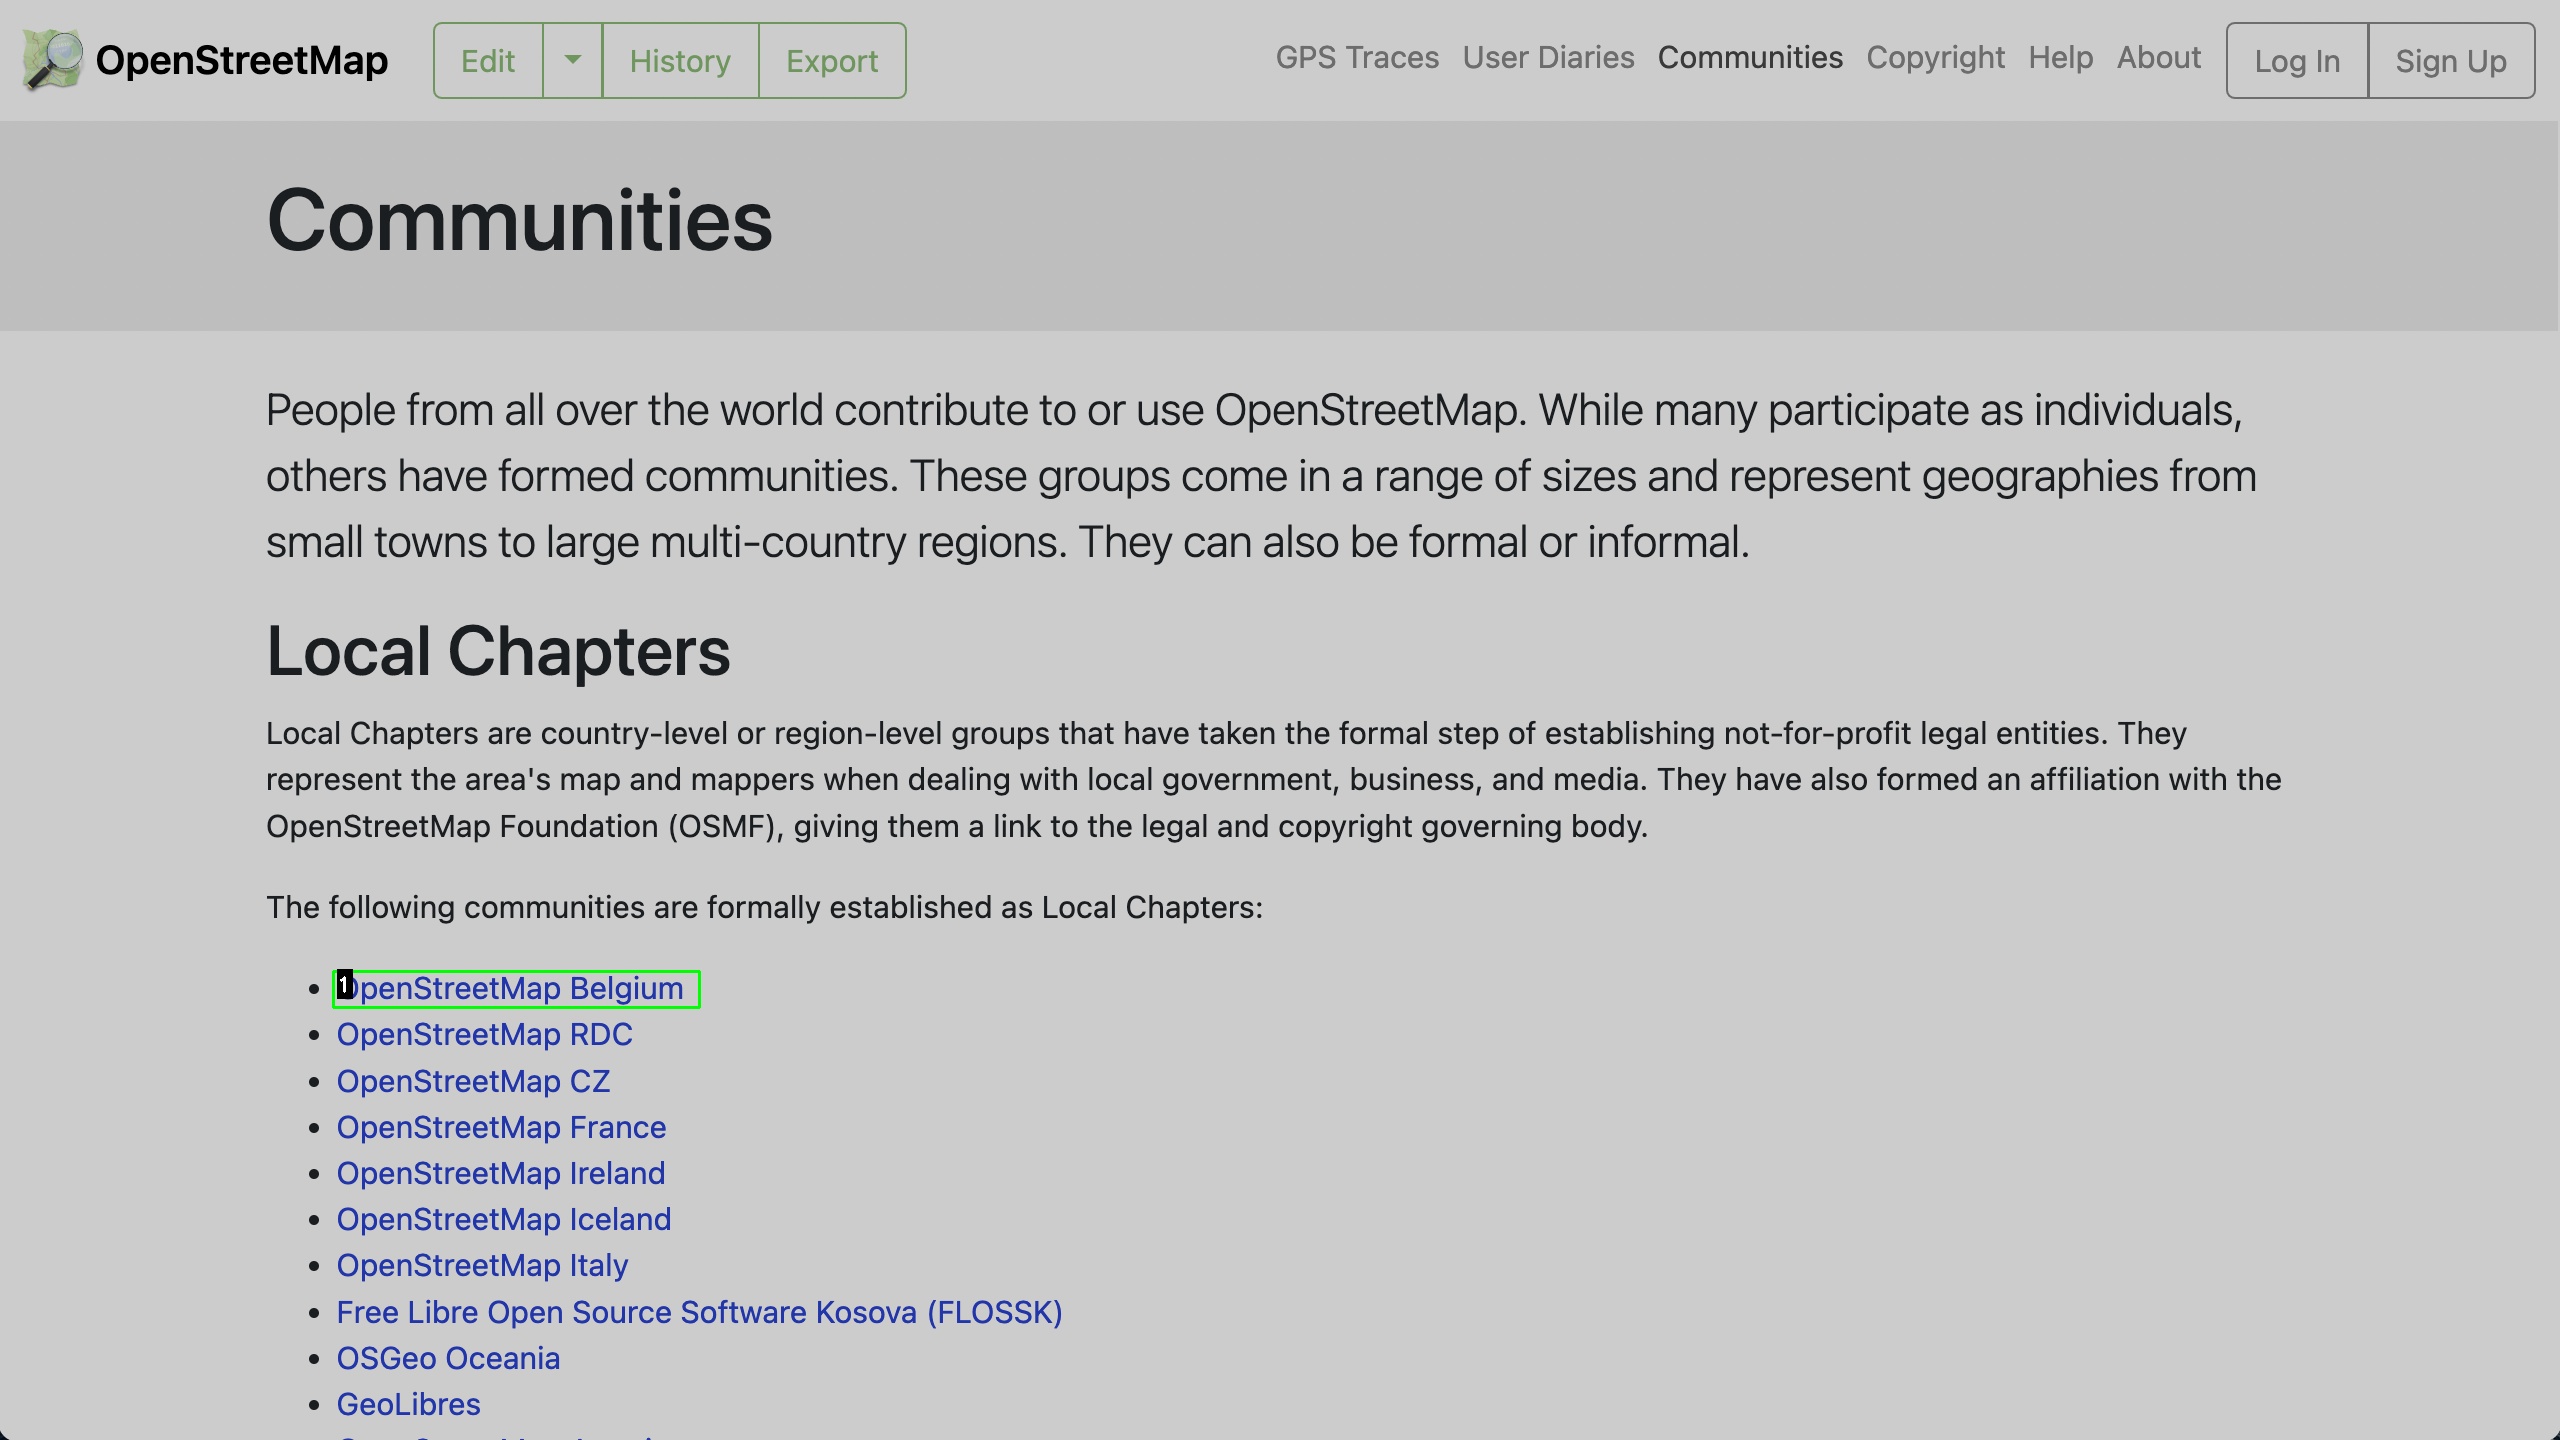 OpenStreetMap
Edit
History
Export
GPS Traces
User Diaries
Communities
Copyright
Help
About
Log In
Sign Up
Communities
People from all over the world contribute to or use OpenStreetMap. While many participate as individuals,
others have formed communities. These groups come in a range of sizes and represent geographies from
small towns to large multi-country regions. They can also be formal or informal.
Local Chapters
Local Chapters are country-level or region-level groups that have taken the formal step of establishing not-for-profit legal entities. They
represent the area's map and mappers when dealing with local government, business, and media. They have also formed an affiliation with the
OpenStreetMap Foundation (OSMF), giving them a link to the legal and copyright governing body.
The following communities are formally established as Local Chapters:
1
OpenStreetMap Belgium
OpenStreetMap RDC
OpenStreetMap CZ
OpenStreetMap France
OpenStreetMap Ireland
OpenStreetMap Iceland
OpenStreetMap Italy
Free Libre Open Source Software Kosova (FLOSSK)
OSGeo Oceania
GeoLibres